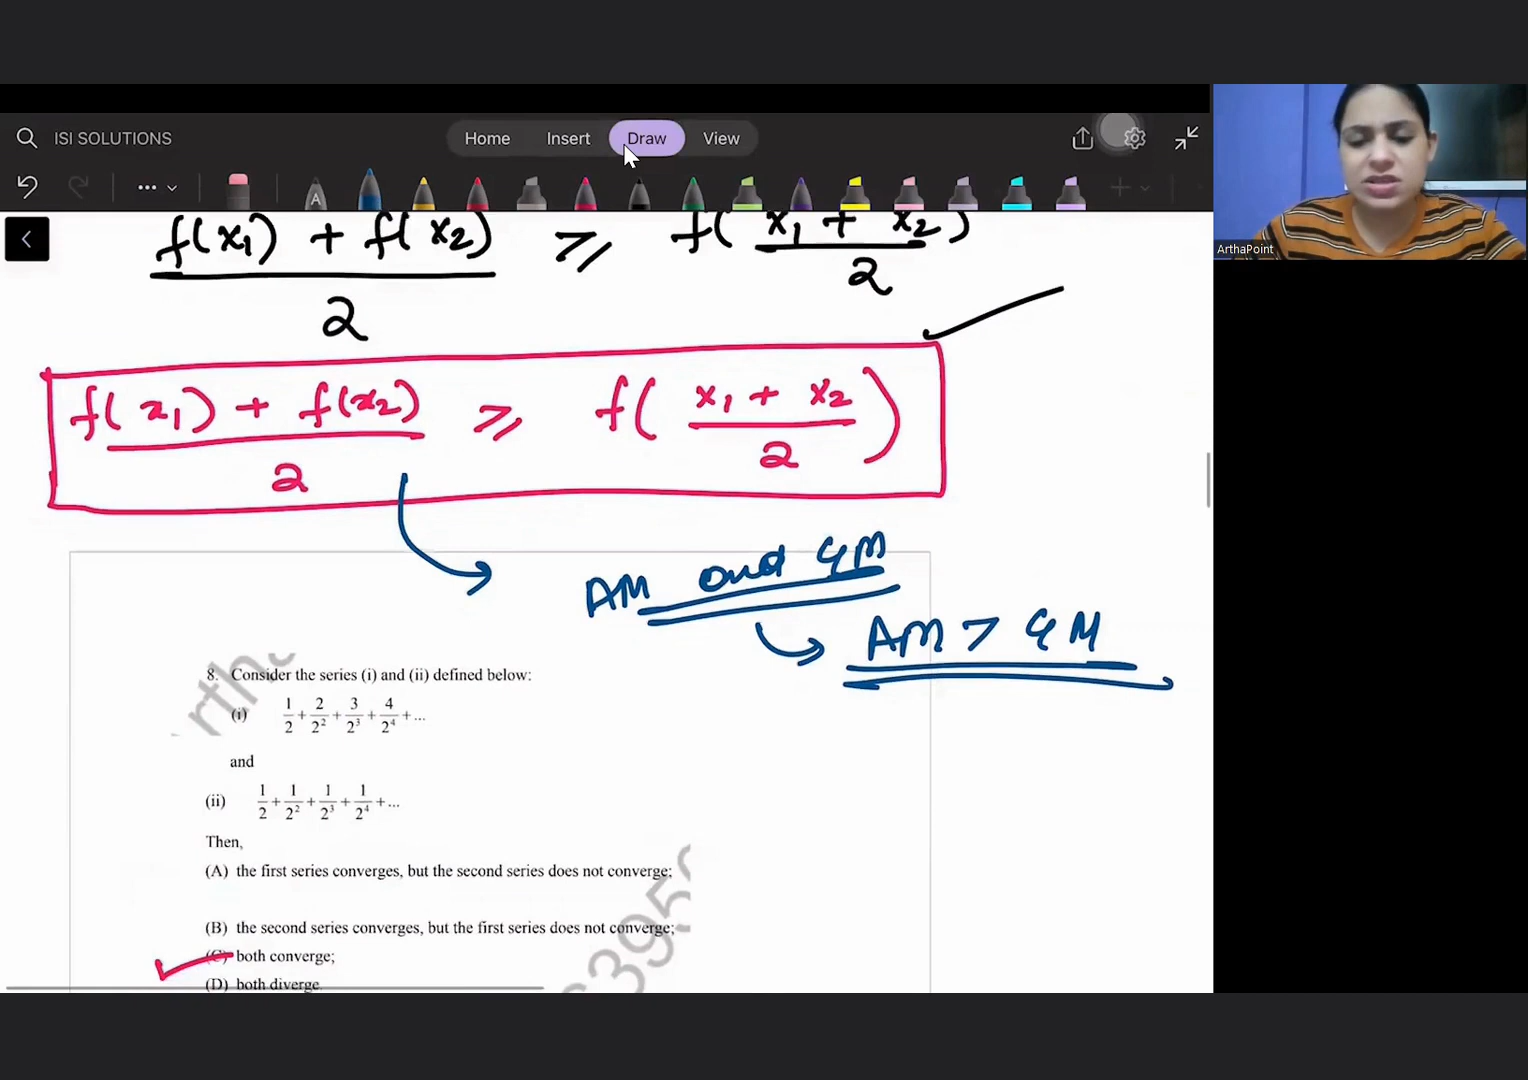 ISI SOLUTIONS
Home Insert Draw View
A
f(x₁) + f(x₂) / 2 ⩾ f(x₁ + x₂ / 2)
f(x₁) + f(x₂) / 2 ⩾ f(x₁ + x₂ / 2)
AM and GM
AM > GM
8. Consider the series (i) and (ii) defined below:
(i) 1/2 + 2/2² + 3/2³ + 4/2⁴ + ...
and
(ii) 1/2 + 1/2² + 1/2³ + 1/2⁴ + ...
Then,
(A) the first series converges, but the second series does not converge;
(B) the second series converges, but the first series does not converge;
(C) both converge;
(D) both diverge
ArthaPoint